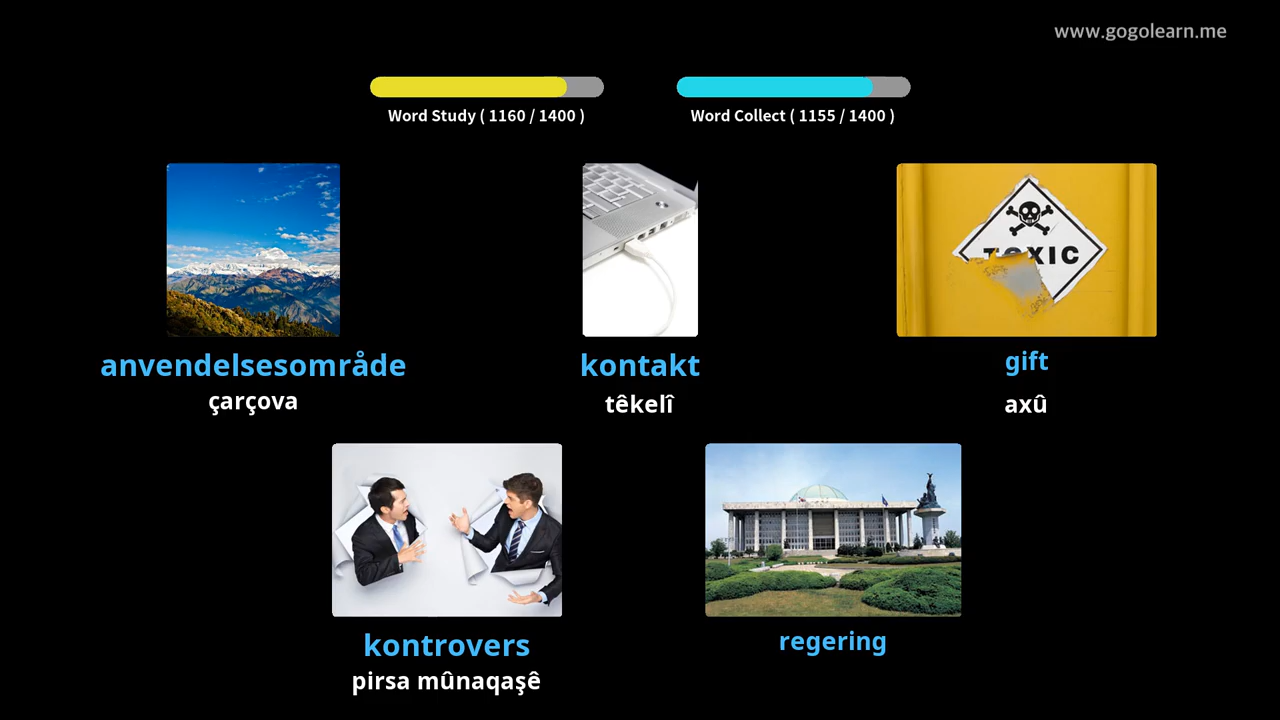 www.gogolearn.me
Word Study ( 1160 / 1400 )
Word Collect ( 1155 / 1400 )
TOXIC
anvendelsesområde
kontakt
gift
çarçova
têkelî
axû
kontrovers
regering
pirsa mûnaqaşê